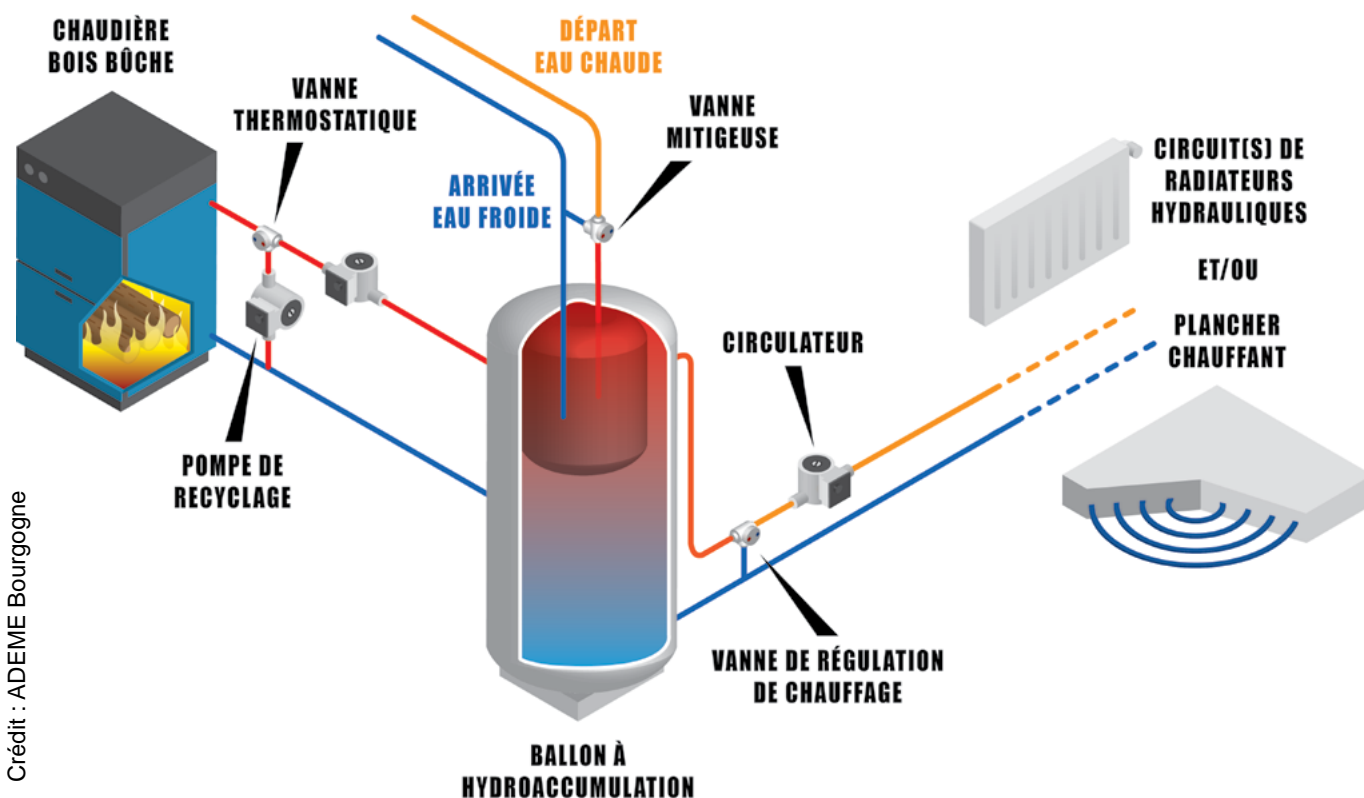 CHAUDIÈRE
BOIS BÛCHE
VANNE
THERMOSTATIQUE
DÉPART
EAU CHAUDE
VANNE
MITIGEUSE
ARRIVÉE
EAU FROIDE
CIRCUIT(S) DE
RADIATEURS
HYDRAULIQUES
ET/OU
PLANCHER
CHAUFFANT
CIRCULATEUR
POMPE DE
RECYCLAGE
VANNE DE RÉGULATION
DE CHAUFFAGE
BALLON À
HYDROACCUMULATION
Crédit : ADEME Bourgogne